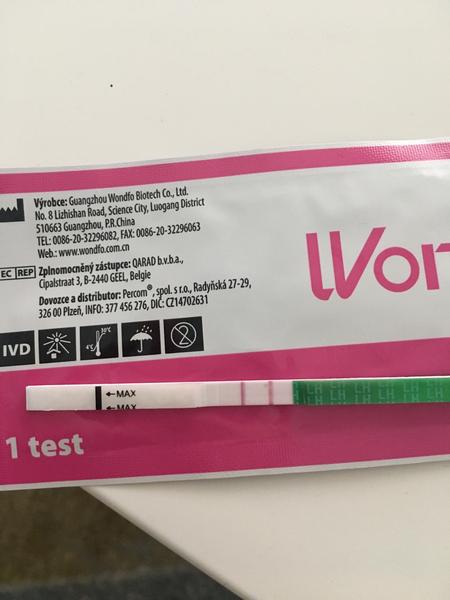 Výrobce: Guangzhou Wondfo Biotech Co., Ltd.
No. 8 Lizhishan Road, Science City, Luogang District
510663 Guangzhou, P.R.China
TEL: 0086-20-32296082, FAX: 0086-20-32296063
Web.: www.wondfo.com.cn
EC REP Zplnomocněný zástupce: QARAD b.v.b.a.,
Cipalstraat 3, B-2440 GEEL, Belgie
Dovozce a distributor: Percom®, spol. s r.o., Radyňská 27-29,
326 00 Plzeň, INFO: 377 456 276, DIČ: CZ14702631
Won
IVD 4°C 30°C 2
←MAX
←MAX
1 test